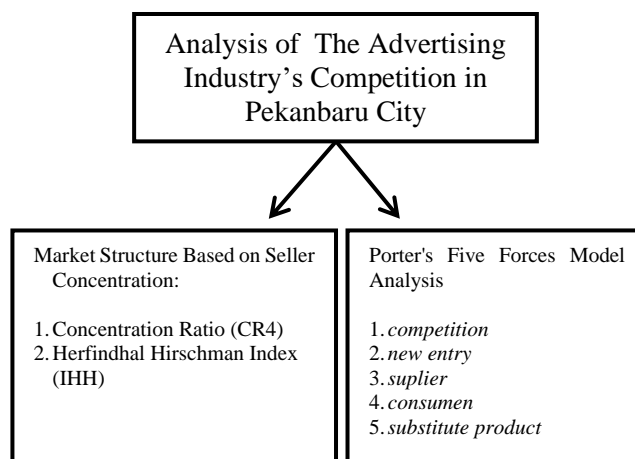 Analysis of The Advertising
Industry's Competition in
Pekanbaru City
Market Structure Based on Seller
Concentration:
1. Concentration Ratio (CR4)
2. Herfindhal Hirschman Index
(IHH)
Porter's Five Forces Model
Analysis
1. competition
2. new entry
3. suplier
4. consumen
5. substitute product